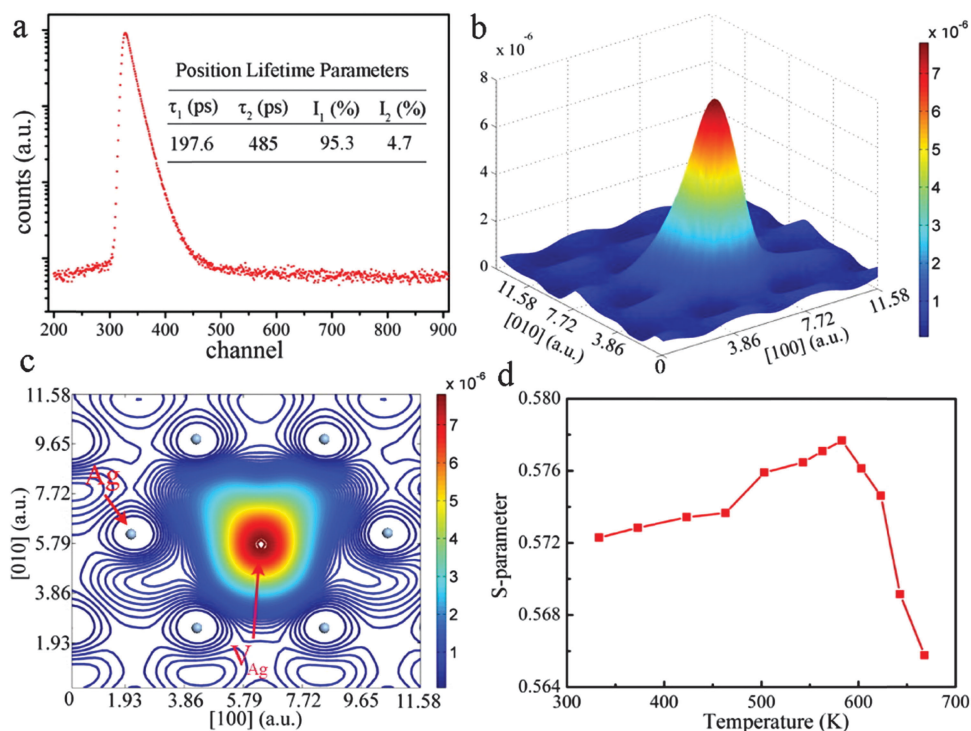 a
Position Lifetime Parameters
τ1 (ps) τ2 (ps) I1 (%) I2 (%)
197.6 485 95.3 4.7
counts (a.u.)
200 300 400 500 600 700 800 900
channel
b
x 10-6
8
6
4
2
0
11.58
7.72
3.86
0
[010] (a.u.)
3.86
7.72
11.58
[100] (a.u.)
x 10-6
7
6
5
4
3
2
1
c
11.58
9.65
7.72
5.79
3.86
1.93
[010] (a.u.)
Ag
VAg
0 1.93 3.86 5.79 7.72 9.65 11.58
[100] (a.u.)
x 10-6
7
6
5
4
3
2
1
d
0.580
0.576
0.572
0.568
0.564
S-parameter
300 400 500 600 700
Temperature (K)